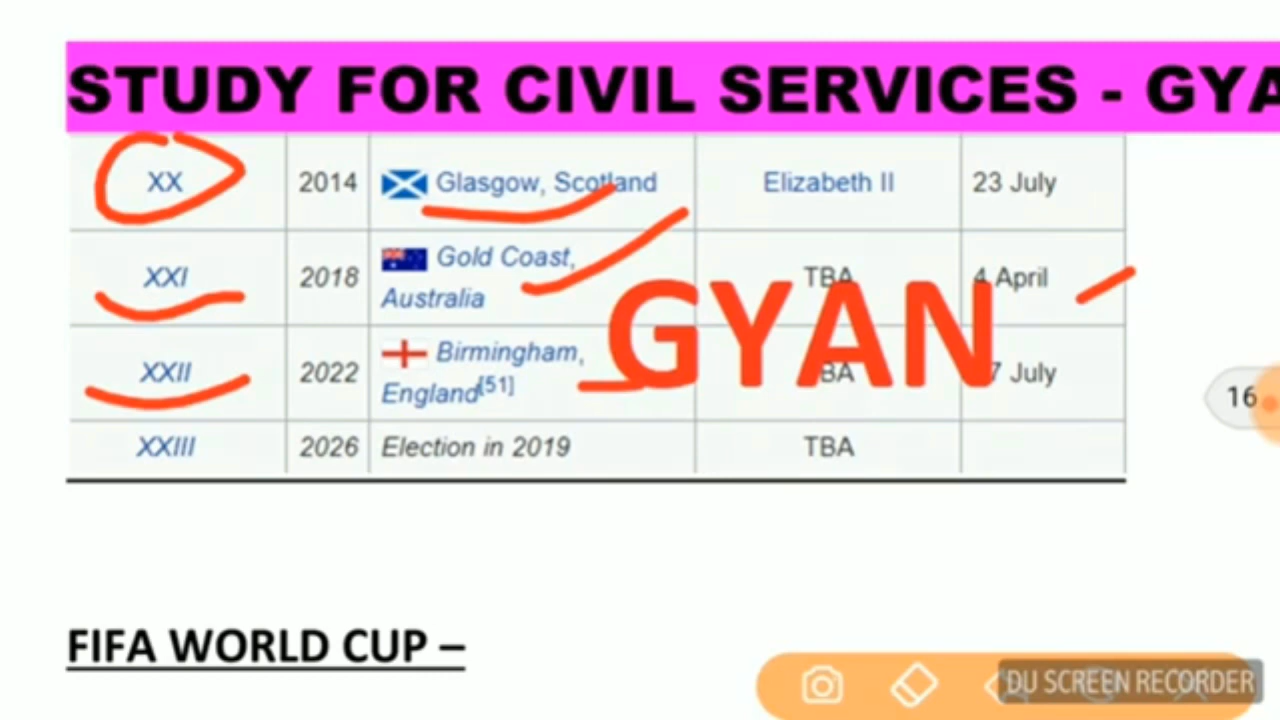 STUDY FOR CIVIL SERVICES - GYA
XX 2014 Glasgow, Scotland Elizabeth II 23 July
XXI 2018 Gold Coast, Australia TBA 4 April
GYAN
XXII 2022 Birmingham, England[51] BA 7 July
XXIII 2026 Election in 2019 TBA
16
FIFA WORLD CUP –
DU SCREEN RECORDER